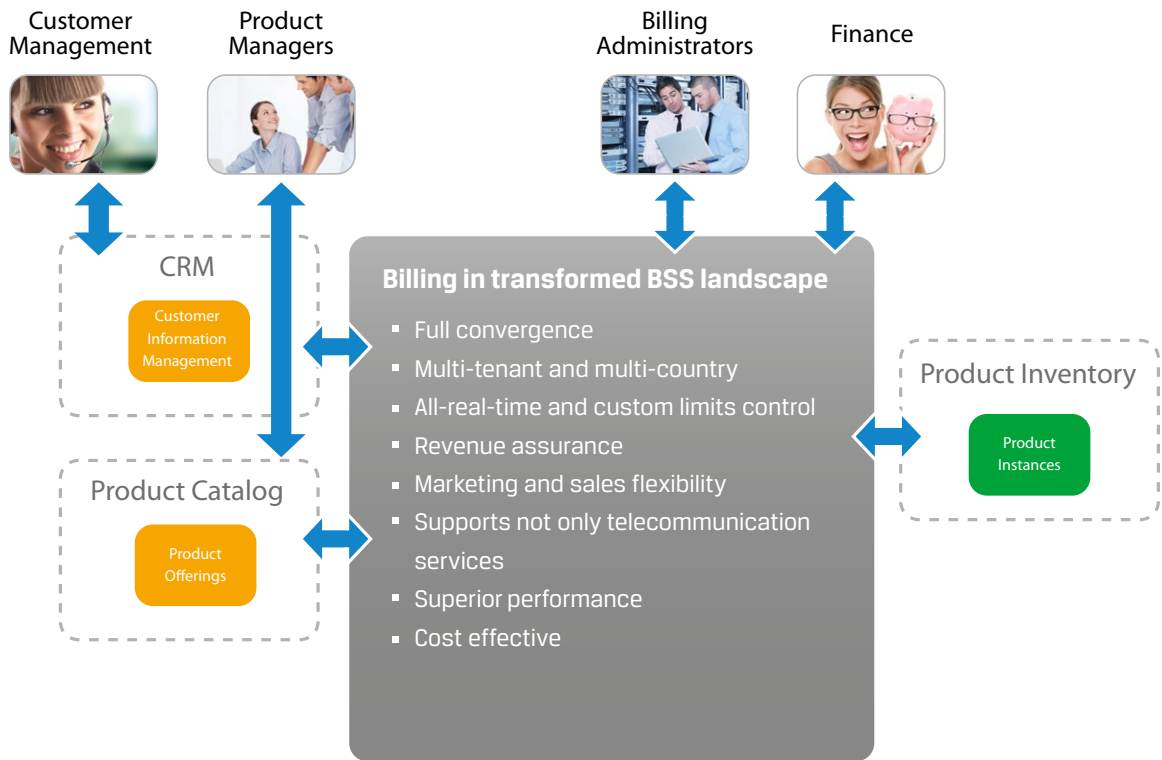 Customer
Management
Product
Managers
Billing
Administrators
Finance
CRM
Customer
Information
Management
Product Catalog
Product
Offerings
Billing in transformed BSS landscape
Full convergence
Multi-tenant and multi-country
All-real-time and custom limits control
Revenue assurance
Marketing and sales flexibility
Supports not only telecommunication
services
Superior performance
Cost effective
Product Inventory
Product
Instances